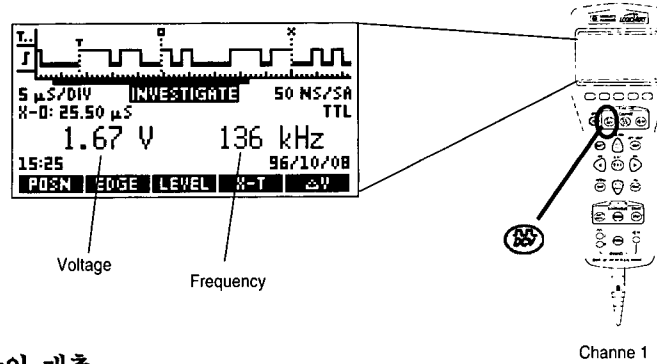 T..
T
X
5 µS/DIV INVESTIGATE 50 NS/SA
X-O: 25.50 µS TTL
1.67 V 136 kHz
15:25 96/10/08
POSN EDGE LEVEL X-T △V
DCV
Voltage
Frequency
Channe 1